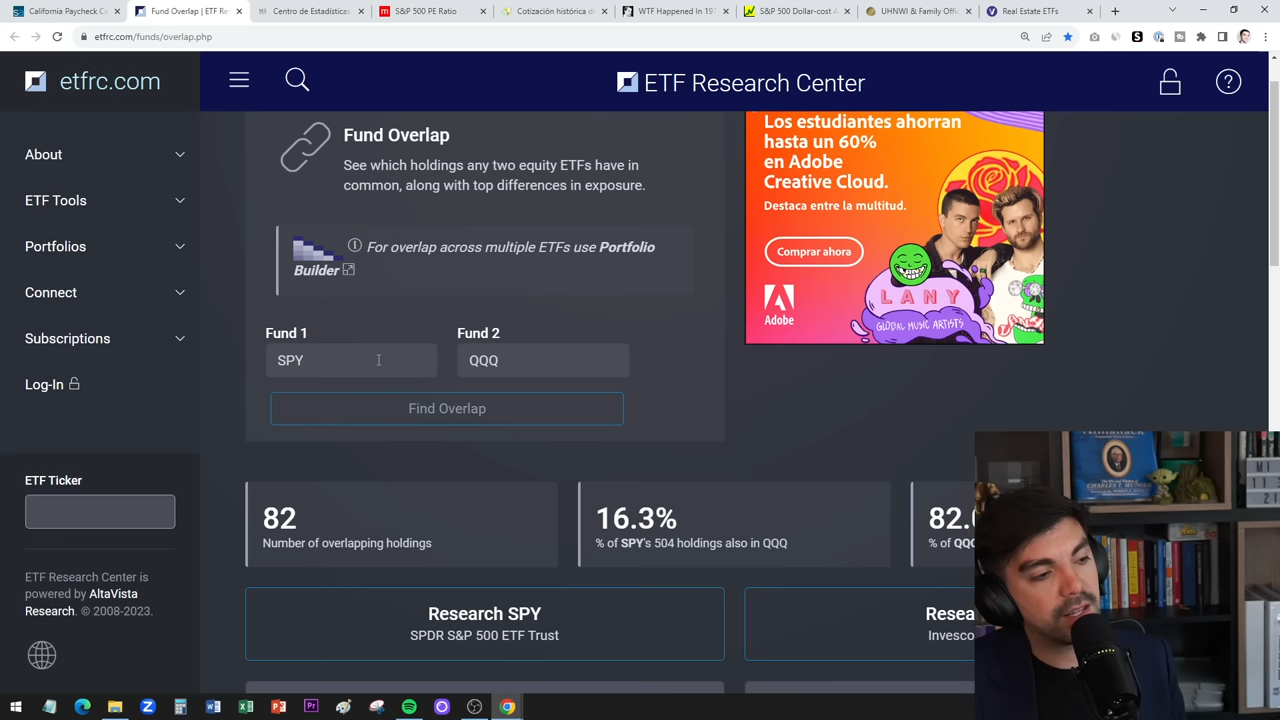 California Paycheck Ca
Fund Overlap | ETF Re
Centro de Estadísticas
S&P 500 PE Ratio
Cotización histórica d
WTF Happened In 197
S&P 500 Dollar-cost A
UHNWI & Family Offi
Real Estate ETFs
etfrc.com/funds/overlap.php
etfrc.com
ETF Research Center
About
ETF Tools
Portfolios
Connect
Subscriptions
Log-In
ETF Ticker
ETF Research Center is
powered by AltaVista
Research. © 2008-2023.
Fund Overlap
See which holdings any two equity ETFs have in
common, along with top differences in exposure.
For overlap across multiple ETFs use Portfolio
Builder
Fund 1
Fund 2
SPY
QQQ
Find Overlap
Los estudiantes ahorran
hasta un 60%
en Adobe
Creative Cloud.
Destaca entre la multitud.
Comprar ahora
Adobe
LANY
GLOBAL MUSIC ARTISTS
82
Number of overlapping holdings
16.3%
% of SPY's 504 holdings also in QQQ
% of QQQ
Research SPY
SPDR S&P 500 ETF Trust
Resea
Invesco
CHARLES T. MUNGER